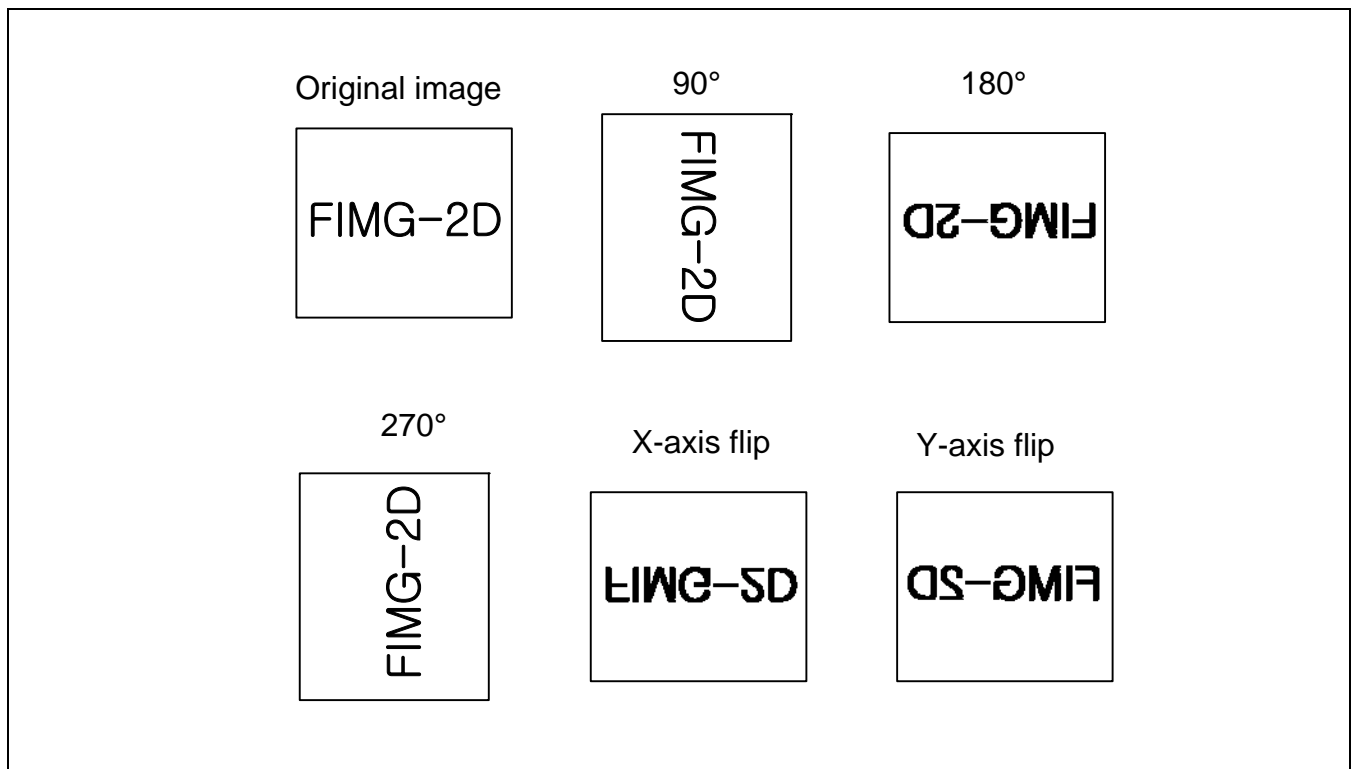 Original image
90°
180°
FIMG-2D
FIMG-2D
FIMG-2D
270°
X-axis flip
Y-axis flip
FIMG-2D
FIMG-2D
FIMG-2D